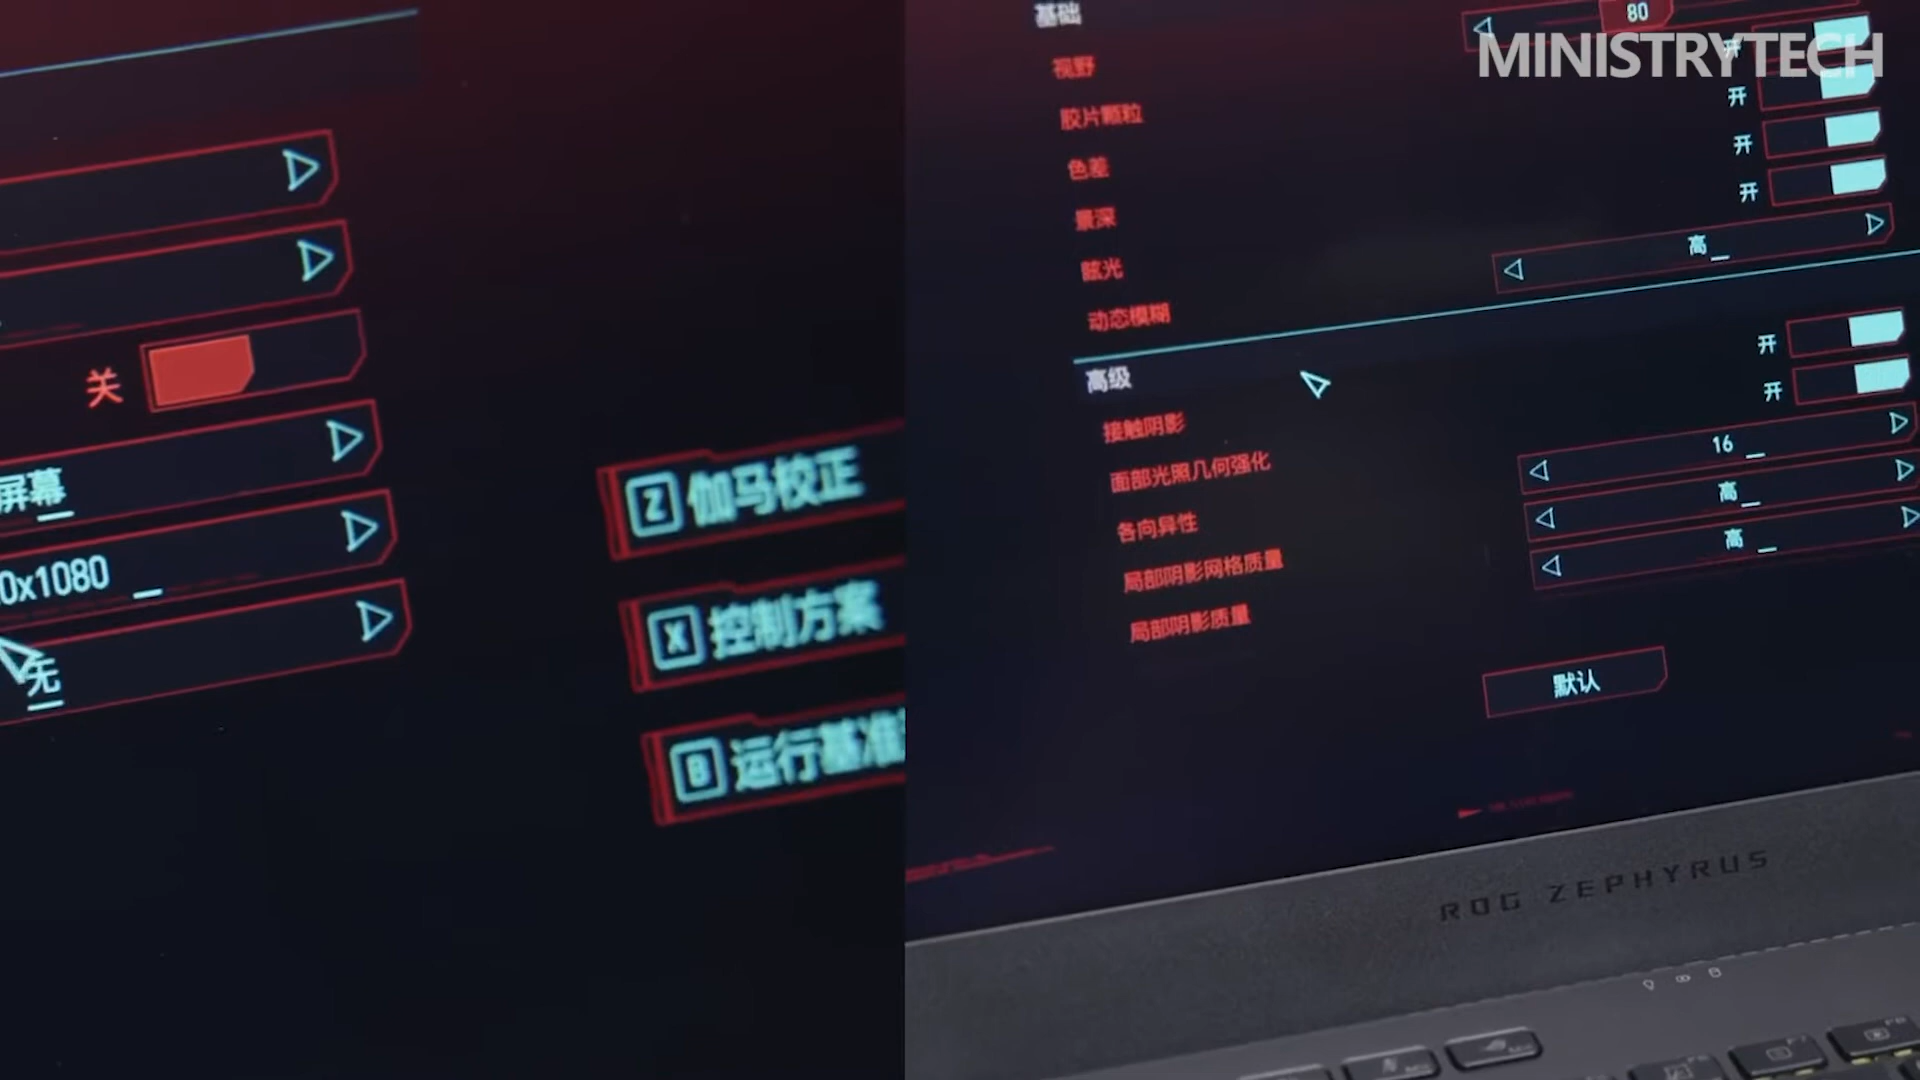 关
屏幕
0x1080
无
Z 伽马校正
X 控制方案
B 运行基准
MINISTRYTECH
基础
80
视野
开
胶片颗粒
开
色差
开
景深
开
眩光
高
动态模糊
高级
开
接触阴影
开
面部光照几何强化
16
各向异性
高
局部阴影网格质量
高
局部阴影质量
默认
ROG ZEPHYRUS